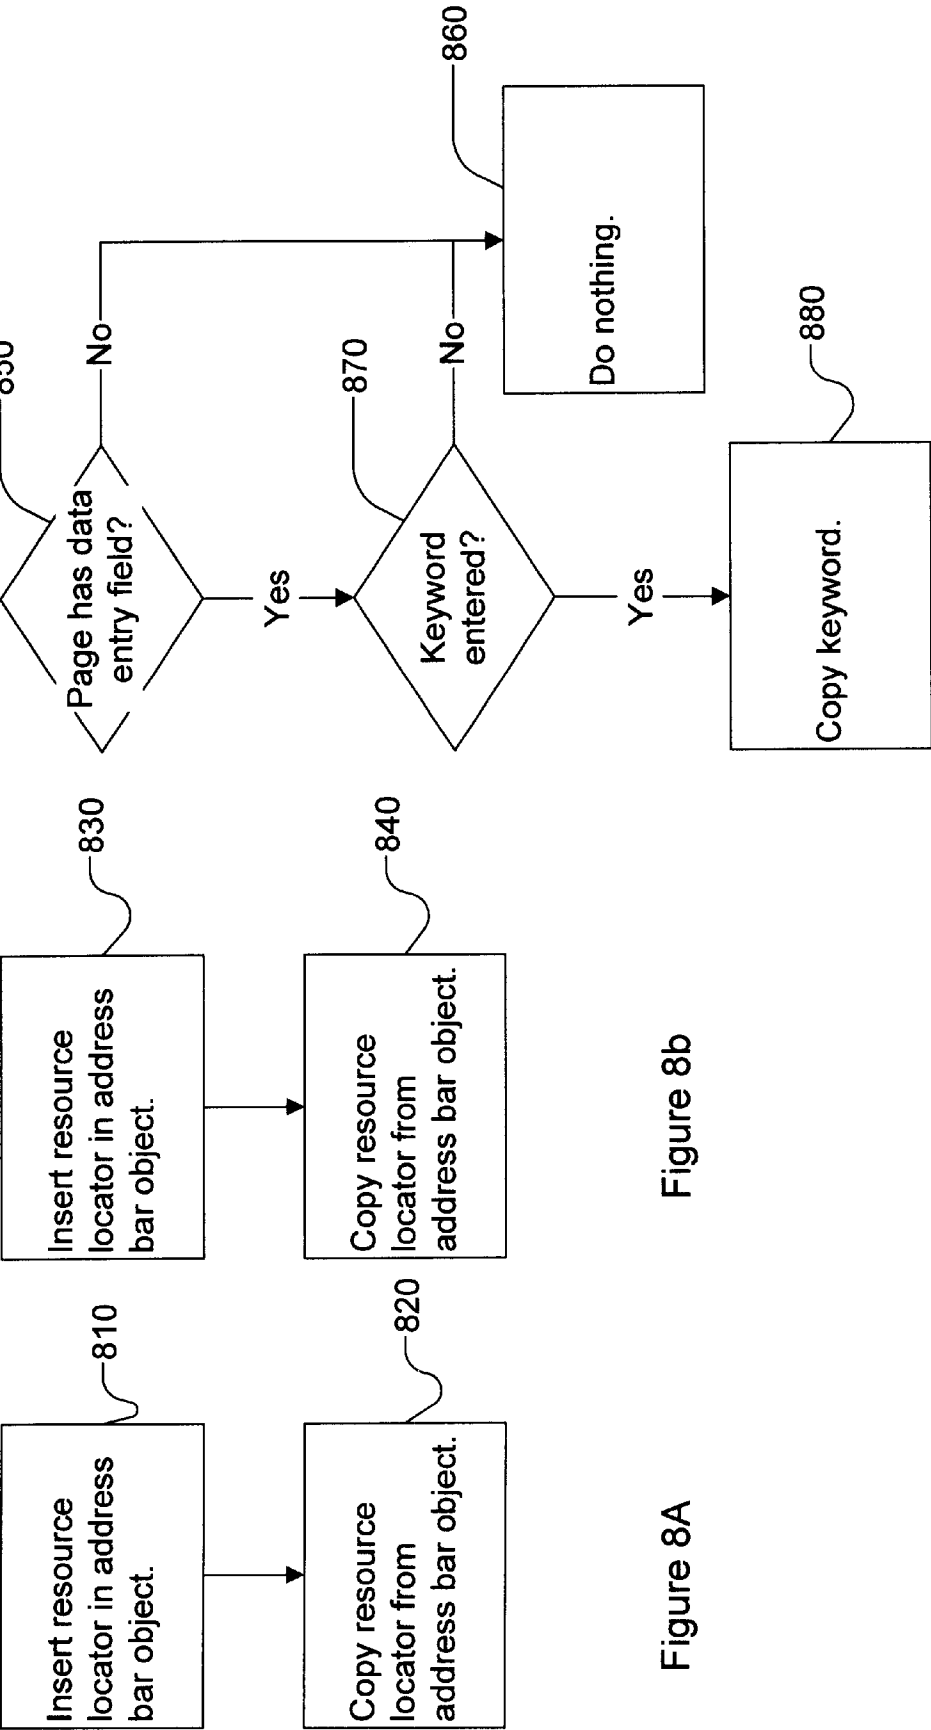 Insert resource
locator in address
bar object.
810
Copy resource
locator from
address bar object.
820
Figure 8A
Insert resource
locator in address
bar object.
830
Copy resource
locator from
address bar object.
840
Figure 8b
Page has data
entry field?
No
Yes
Keyword
entered?
870
No
Yes
Do nothing.
860
Copy keyword.
880